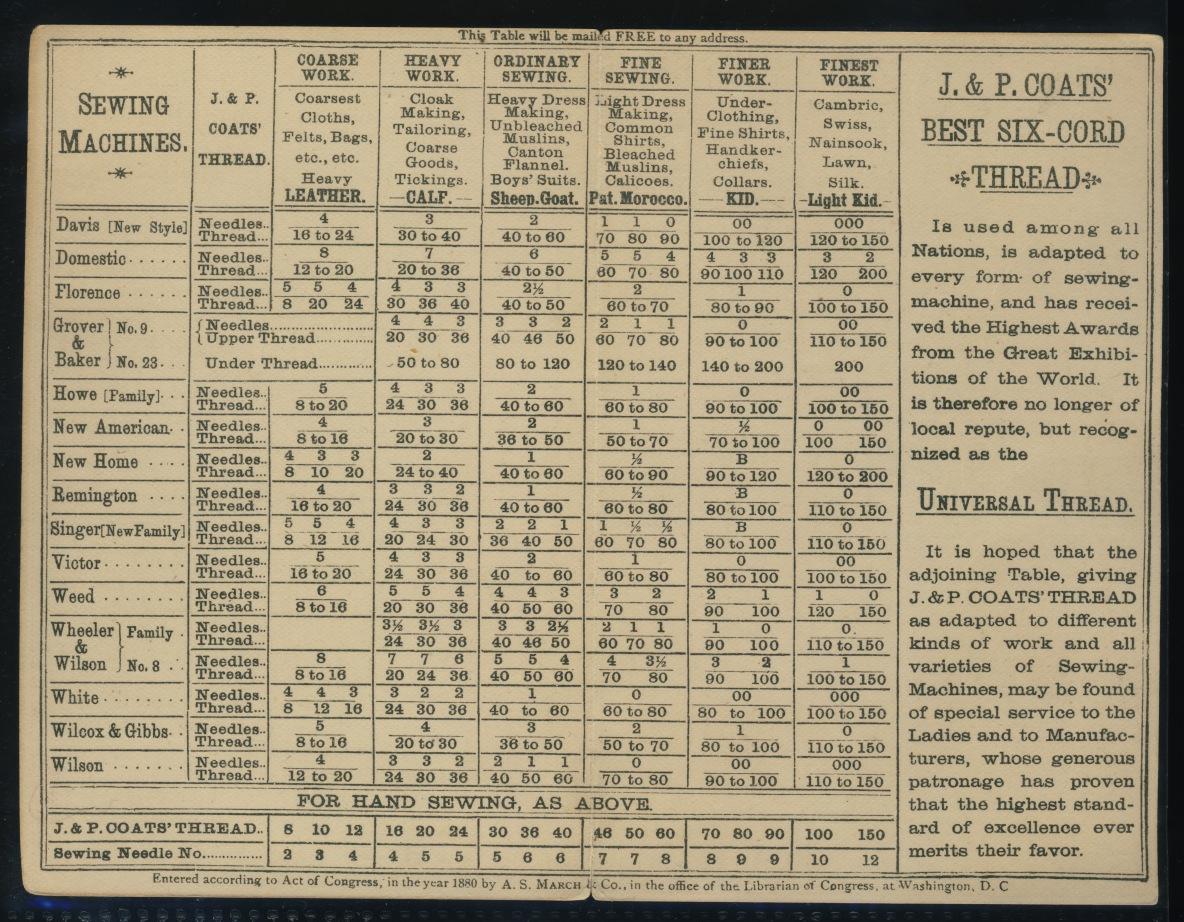 This Table will be mailed FREE to any address.
SEWING MACHINES. J. & P. COATS' THREAD. COARSE WORK. HEAVY WORK. ORDINARY SEWING. FINE SEWING. FINER WORK. FINEST WORK.
Coarsest Cloths, Felts, Bags, etc., etc. Heavy LEATHER.
Cloak Making, Tailoring, Coarse Goods, Tickings. —CALF.—
Heavy Dress Making, Unbleached Muslins, Canton Flannel. Boys' Suits. Sheep.Goat.
Light Dress Making, Common Shirts, Bleached Muslins, Calicoes. Pat. Morocco.
Under-Clothing, Fine Shirts, Handker-chiefs, Collars. —KID.—
Cambric, Swiss, Nainsook, Lawn, Silk. Light Kid.
Davis [New Style] Needles.. 4 3 2 1 1 0 00 000
Thread... 16 to 24 30 to 40 40 to 60 70 80 90 100 to 120 120 to 150
Domestic Needles.. 8 7 6 5 5 4 4 3 3 3 2
Thread... 12 to 20 20 to 36 40 to 50 60 70 80 90 100 110 120 200
Florence Needles.. 5 5 4 4 3 3 2½ 2 1 0
Thread... 8 20 24 30 36 40 40 to 50 60 to 70 80 to 90 100 to 150
Grover & Baker No. 9. Needles 4 4 3 3 3 2 2 1 1 0 00
Upper Thread 20 30 36 40 46 50 60 70 80 90 to 100 110 to 150
No. 23. Under Thread 50 to 80 80 to 120 120 to 140 140 to 200 200
Howe [Family] Needles.. 5 4 3 3 2 1 0 00
Thread... 8 to 20 24 30 36 40 to 60 60 to 80 90 to 100 100 to 150
New American Needles.. 4 3 2 1 ½ 0 00
Thread... 8 to 16 20 to 30 36 to 50 50 to 70 70 to 100 100 150
New Home Needles.. 4 3 3 2 1 ½ B 0
Thread... 8 10 20 24 to 40 40 to 60 60 to 90 90 to 120 120 to 200
Remington Needles.. 4 3 3 2 1 ½ B 0
Thread... 16 to 20 24 30 36 40 to 60 60 to 80 80 to 100 110 to 150
Singer[New Family] Needles.. 5 5 4 4 3 3 2 2 1 1 ½ ½ B 0
Thread... 8 12 16 20 24 30 36 40 50 60 70 80 80 to 100 110 to 150
Victor Needles.. 5 4 3 3 2 1 0 00
Thread... 16 to 20 24 30 36 40 to 60 60 to 80 80 to 100 100 to 150
Weed Needles.. 6 5 5 4 4 4 3 3 2 2 1 1 0
Thread... 8 to 16 20 30 36 40 50 60 70 80 90 100 120 150
Wheeler & Wilson Family Needles.. 3½ 3½ 3 3 3 2½ 2 1 1 1 0 0.
Thread... 24 30 36 40 46 50 60 70 80 90 100 110 to 150
No. 8 Needles.. 8 7 7 6 5 5 4 4 3½ 3 2 1
Thread... 8 to 16 20 24 36 40 50 60 70 80 90 100 100 to 150
White Needles.. 4 4 3 3 2 2 1 0 00 000
Thread... 8 12 16 24 30 36 40 to 60 60 to 80 80 to 100 100 to 150
Wilcox & Gibbs Needles.. 5 4 3 2 1 0
Thread... 8 to 16 20 to 30 36 to 50 50 to 70 80 to 100 110 to 150
Wilson Needles.. 4 3 3 2 2 1 1 0 00 000
Thread... 12 to 20 24 30 36 40 50 60 70 to 80 90 to 100 110 to 150
FOR HAND SEWING, AS ABOVE.
J. & P. COATS' THREAD.. 8 10 12 16 20 24 30 36 40 46 50 60 70 80 90 100 150
Sewing Needle No. 2 3 4 4 5 5 5 6 6 7 7 8 8 9 9 10 12
J. & P. COATS'
BEST SIX-CORD
THREAD
Is used among all
Nations, is adapted to
every form of sewing-
machine, and has recei-
ved the Highest Awards
from the Great Exhibi-
tions of the World. It
is therefore no longer of
local repute, but recog-
nized as the
UNIVERSAL THREAD.
It is hoped that the
adjoining Table, giving
J. & P. COATS' THREAD
as adapted to different
kinds of work and all
varieties of Sewing-
Machines, may be found
of special service to the
Ladies and to Manufac-
turers, whose generous
patronage has proven
that the highest stand-
ard of excellence ever
merits their favor.
Entered according to Act of Congress, in the year 1880 by A. S. MARCH & Co., in the office of the Librarian of Congress, at Washington, D. C